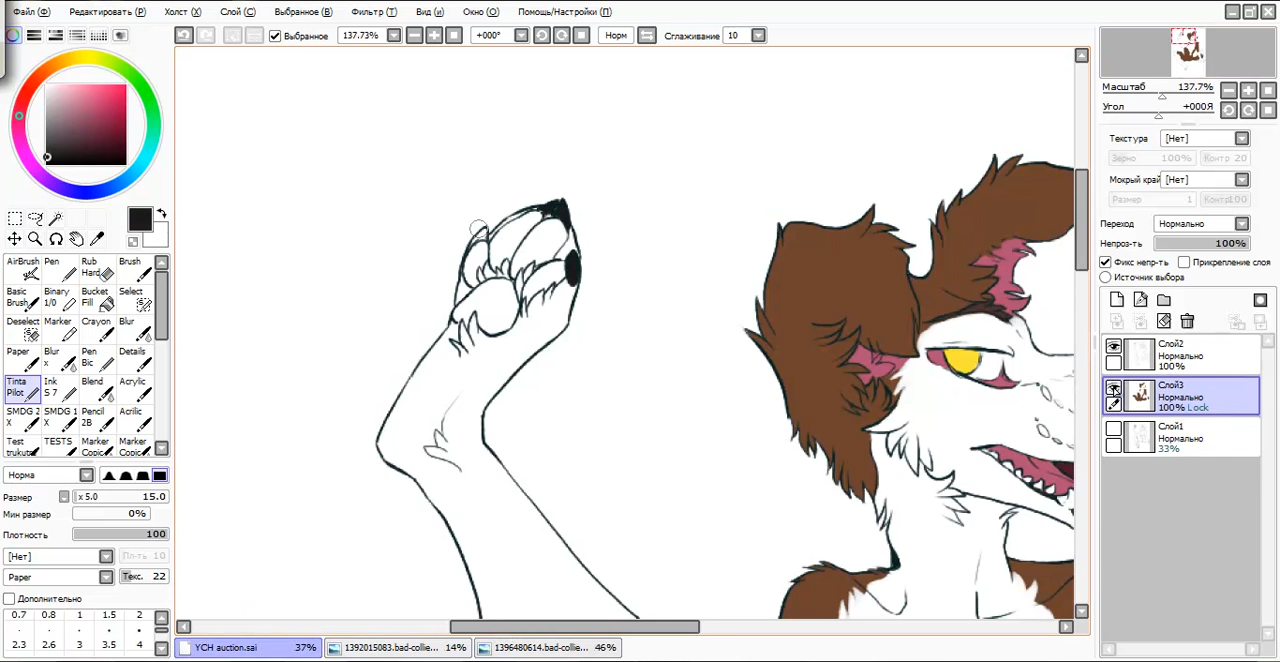 Файл (Ф) Редактировать (Р) Холст (Х) Слой (С) Выбранное (В) Фильтр (Т) Вид (и) Окно (О) Помощь/Настройки (П)
Выбранное 137.73% +000° Норм Сглаживание 10
Масштаб 137.7%
Угол +000Я
Текстура [Нет]
Зерно 100% Контр 20
Мокрый край [Нет]
Размер 1 Контр 100
Переход Нормально
Непроз-ть 100%
Фикс непр-ть Прикрепление слоя
Источник выбора
Слой2
Нормально
100%
Слой3
Нормально
100% Lock
Слой1
Нормально
33%
AirBrush Pen Rub Hard Brush
Basic Brush Binary 1/0 Bucket Fill Select
Deselect Marker Crayon Blur
Paper Blur x Pen Bic Details
Tinta Pilot Ink S 7 Blend Acrylic
SMDG 2 X SMDG 1 X Pencil 2B Acrilic
Test trukut TESTS Marker Copic Marker Copic
Норма
Размер x 5.0 15.0
Мин размер 0%
Плотность 100
[Нет] Пл-ть 10
Paper Текс. 22
Дополнительно
0.7 0.8 1 1.5 2
2.3 2.6 3 3.5 4
YCH auction.sai 37% 1392015083.bad-collie... 14% 1396480614.bad-collie... 46%